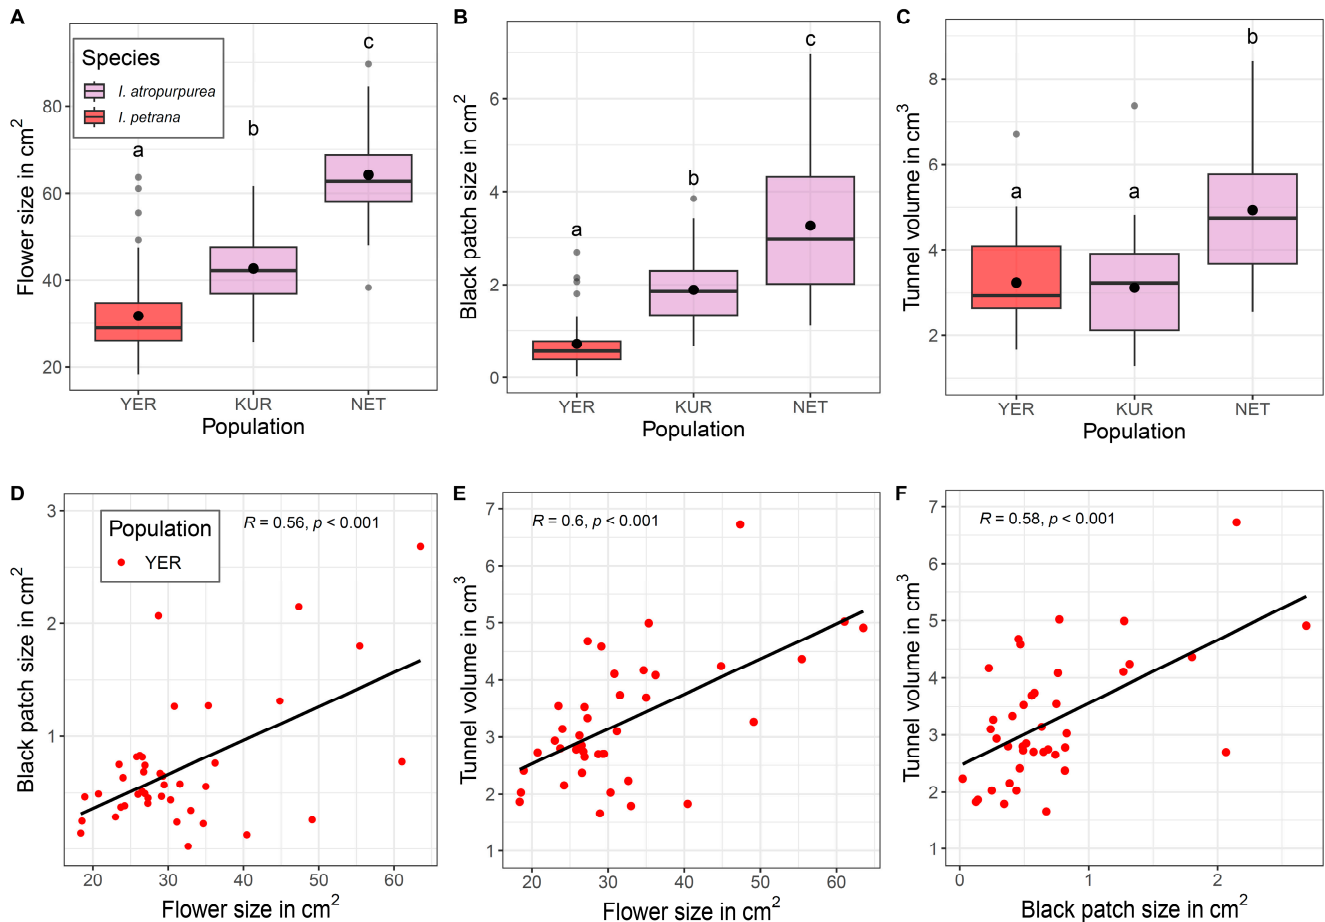 A
Flower size in cm2
80
60
40
20
Species
I. atropurpurea
I. petrana
a
b
c
YER
KUR
NET
Population
B
Black patch size in cm2
6
4
2
0
a
b
c
YER
KUR
NET
Population
C
Tunnel volume in cm3
8
6
4
2
a
a
b
YER
KUR
NET
Population
D
Black patch size in cm2
3
2
1
Population
YER
R = 0.56, p < 0.001
20
30
40
50
60
Flower size in cm2
E
Tunnel volume in cm3
7
6
5
4
3
2
1
R = 0.6, p < 0.001
20
30
40
50
60
Flower size in cm2
F
Tunnel volume in cm3
7
6
5
4
3
2
1
R = 0.58, p < 0.001
0
1
2
Black patch size in cm2